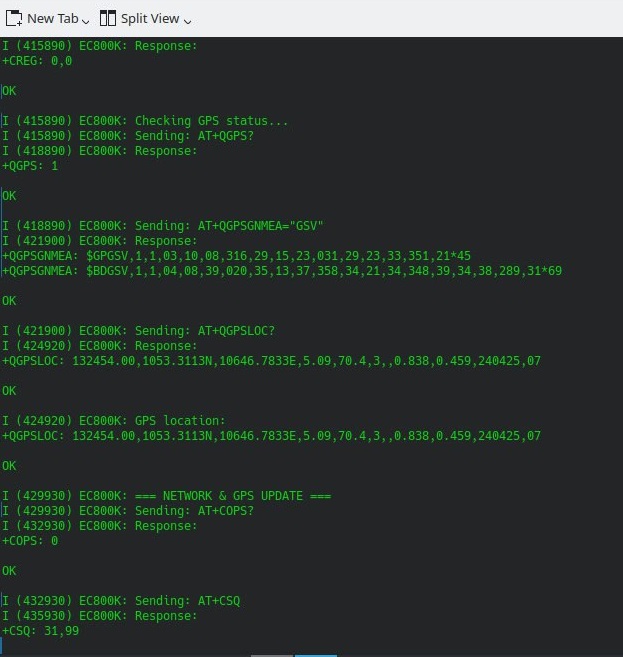 New Tab Split View
I (415890) EC800K: Response:
+CREG: 0,0
OK
I (415890) EC800K: Checking GPS status...
I (415890) EC800K: Sending: AT+QGPS?
I (418890) EC800K: Response:
+QGPS: 1
OK
I (418890) EC800K: Sending: AT+QGPSGNMEA="GSV"
I (421900) EC800K: Response:
+QGPSGNMEA: $GPGSV,1,1,03,10,08,316,29,15,23,031,29,23,33,351,21*45
+QGPSGNMEA: $BDGSV,1,1,04,08,39,020,35,13,37,358,34,21,34,348,39,34,38,289,31*69
OK
I (421900) EC800K: Sending: AT+QGPSLOC?
I (424920) EC800K: Response:
+QGPSLOC: 132454.00,1053.3113N,10646.7833E,5.09,70.4,3,,0.838,0.459,240425,07
OK
I (424920) EC800K: GPS location:
+QGPSLOC: 132454.00,1053.3113N,10646.7833E,5.09,70.4,3,,0.838,0.459,240425,07
OK
I (429930) EC800K: === NETWORK & GPS UPDATE ===
I (429930) EC800K: Sending: AT+COPS?
I (432930) EC800K: Response:
+COPS: 0
OK
I (432930) EC800K: Sending: AT+CSQ
I (435930) EC800K: Response:
+CSQ: 31,99